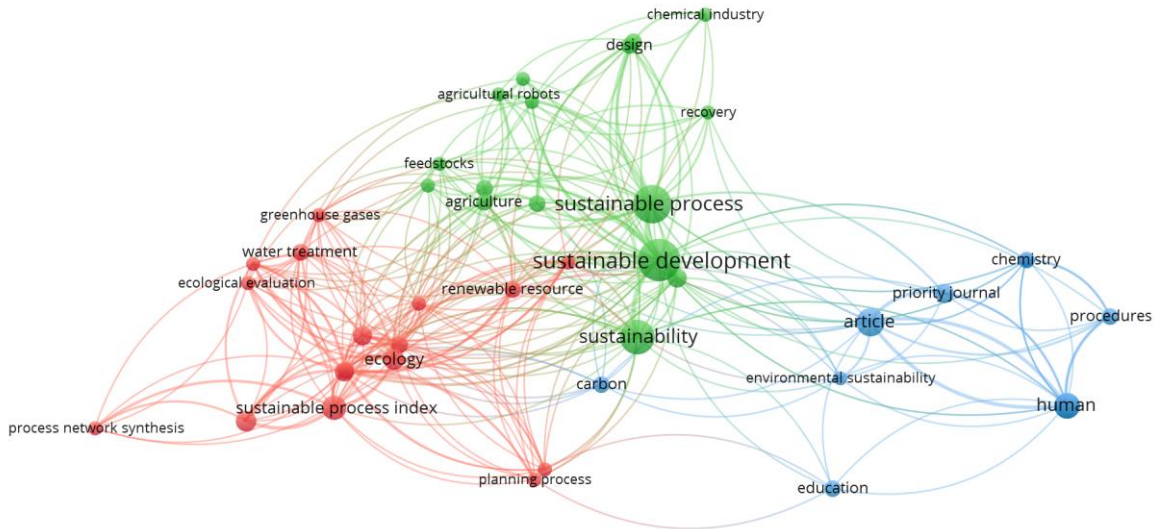 chemical industry
design
agricultural robots
recovery
feedstocks
agriculture
sustainable process
greenhouse gases
water treatment
sustainable development
chemistry
ecological evaluation
renewable resource
priority journal
procedures
article
sustainability
ecology
environmental sustainability
carbon
sustainable process index
human
process network synthesis
planning process
education